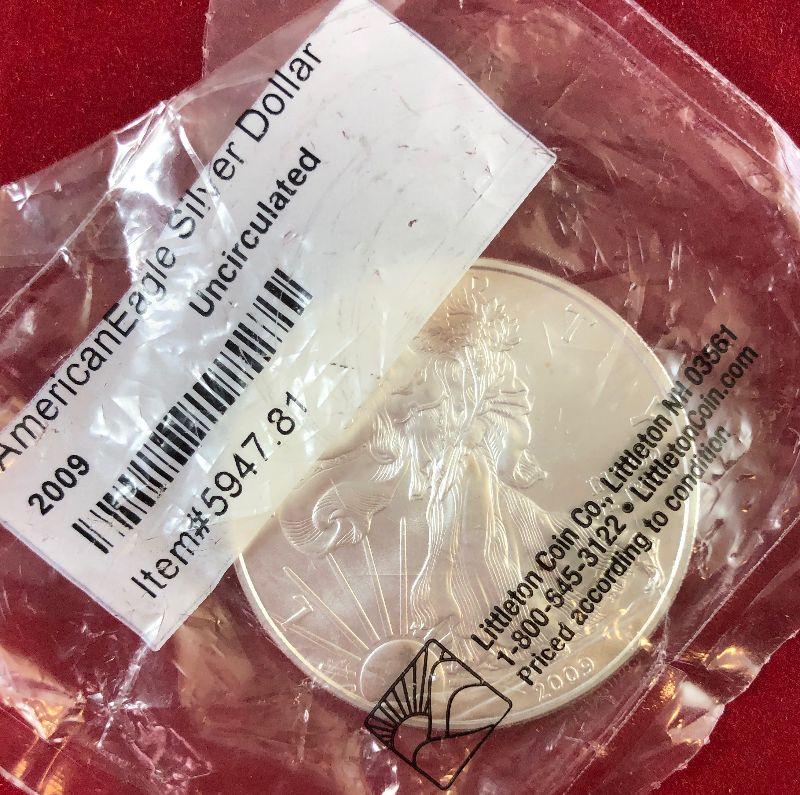 AmericanEagle Silver Dollar
Uncirculated
2009
Item#5947.81
Littleton Coin Co., Littleton NH 03561
1-800-645-3122 • LittletonCoin.com
Priced according to condition
L
T
Y
2009